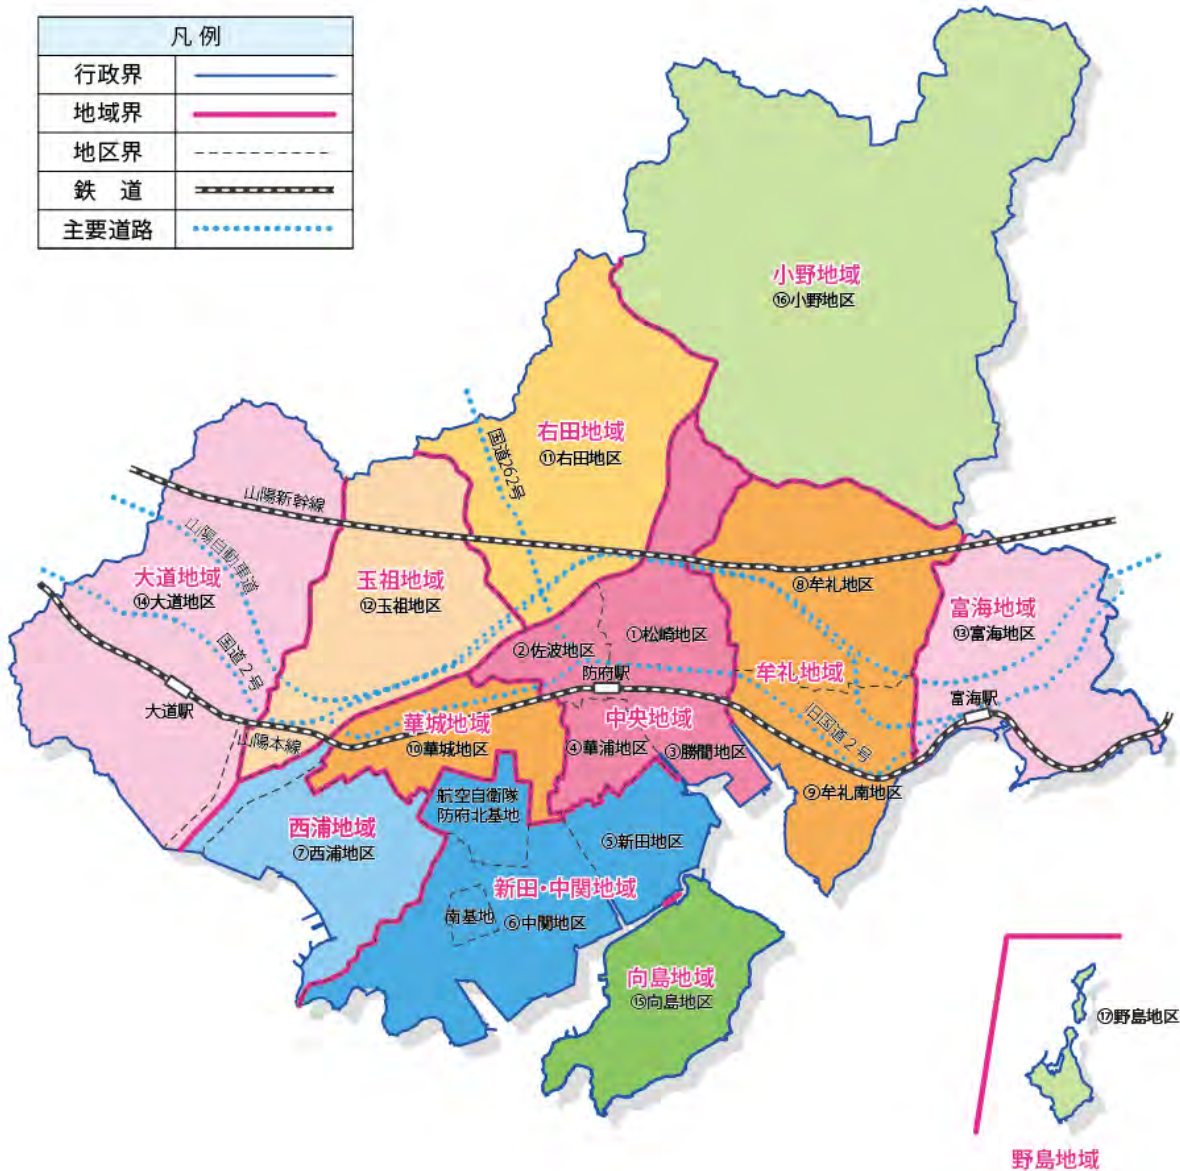 凡例
行政界
地域界
地区界
鉄道
主要道路
小野地域
⑯小野地区
右田地域
⑪右田地区
国道262号
山陽新幹線
山陽自動車道
大道地域
⑭大道地区
国道2号
大道駅
山陽本線
玉祖地域
⑫玉祖地区
⑧牟礼地区
富海地域
⑬富海地区
①松崎地区
②佐波地区
防府駅
牟礼地域
富海駅
旧国道2号
華城地域
⑩華城地区
中央地域
④華浦地区
③勝間地区
⑨牟礼南地区
航空自衛隊
防府北基地
西浦地域
⑦西浦地区
⑤新田地区
新田・中関地域
南基地
⑥中関地区
向島地域
⑮向島地区
⑰野島地区
野島地域